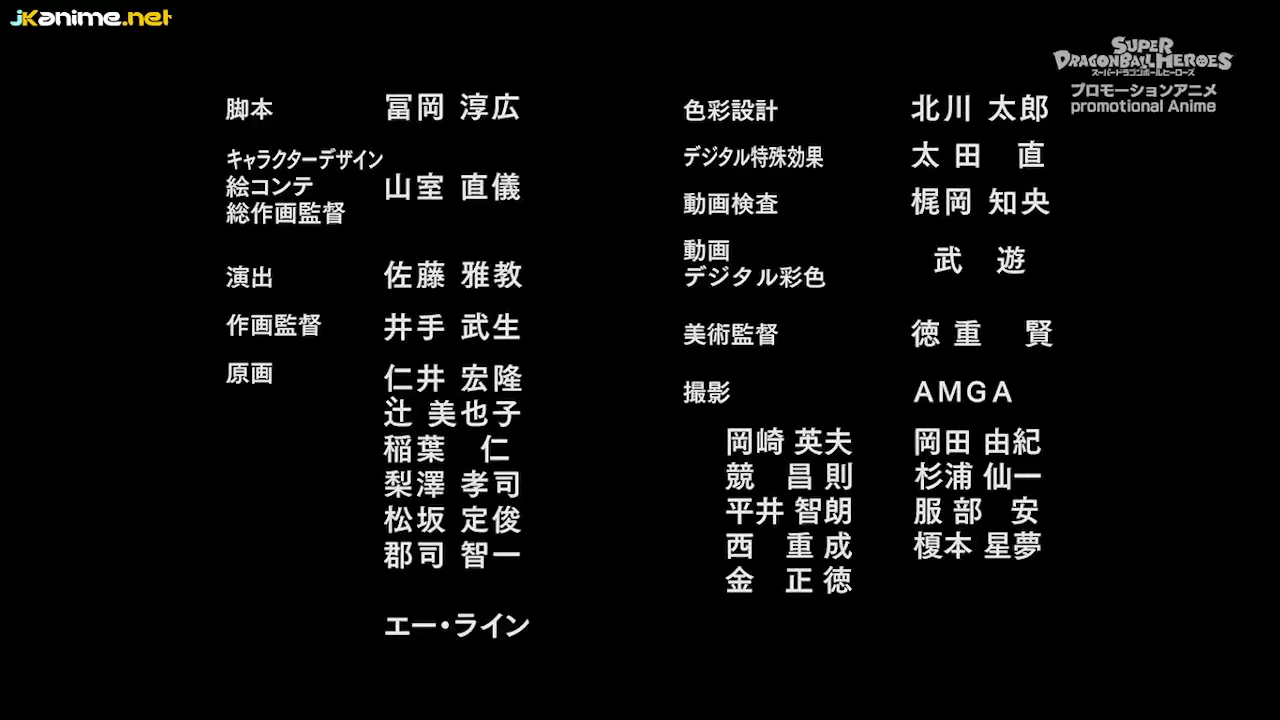 jkanime.net
SUPER
DRAGONBALL HEROES
スーパードラゴンボールヒーローズ
プロモーションアニメ
promotional Anime
脚本 冨岡 淳広
キャラクターデザイン
絵コンテ 山室 直儀
総作画監督
演出 佐藤 雅教
作画監督 井手 武生
原画 仁井 宏隆
辻 美也子
稲葉 仁
梨澤 孝司
松坂 定俊
郡司 智一
エー・ライン
色彩設計 北川 太郎
デジタル特殊効果 太田 直
動画検査 梶岡 知央
動画
デジタル彩色 武 遊
美術監督 徳重 賢
撮影 AMGA
岡崎 英夫 岡田 由紀
競 昌則 杉浦 仙一
平井 智朗 服部 安
西 重成 榎本 星夢
金 正徳